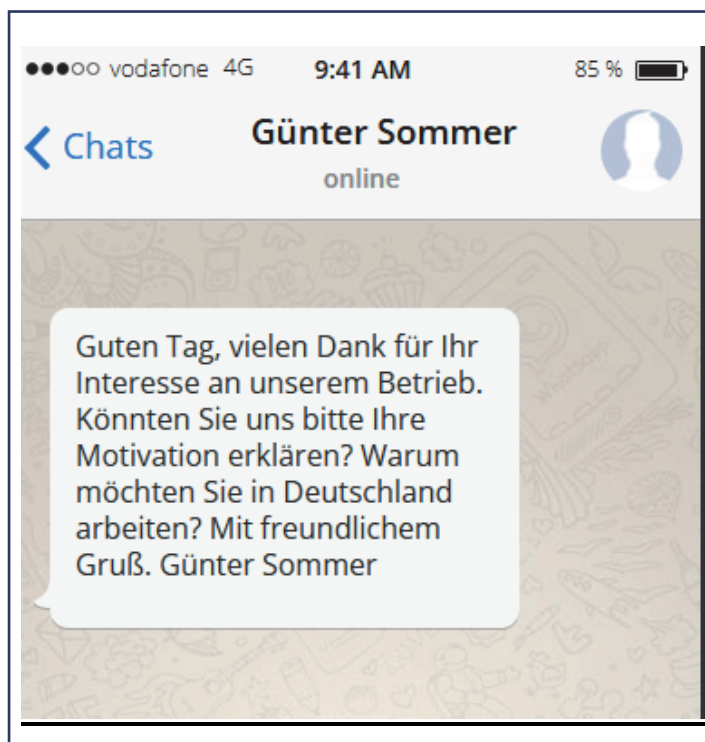 vodafone 4G 9:41 AM 85 %
Chats
Günter Sommer
online
Guten Tag, vielen Dank für Ihr
Interesse an unserem Betrieb.
Könnten Sie uns bitte Ihre
Motivation erklären? Warum
möchten Sie in Deutschland
arbeiten? Mit freundlichem
Gruß. Günter Sommer
whatsapp